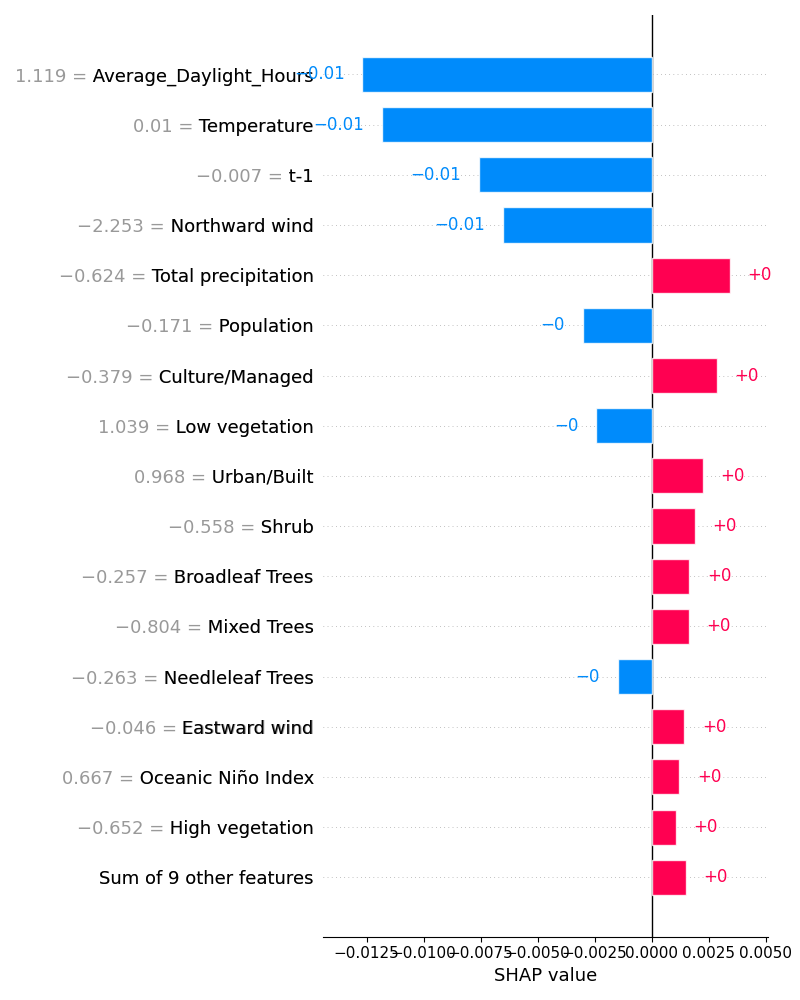 1.119 = Average_Daylight_Hours −0.01
0.01 = Temperature −0.01
−0.007 = t-1 −0.01
−2.253 = Northward wind −0.01
−0.624 = Total precipitation +0
−0.171 = Population −0
−0.379 = Culture/Managed +0
1.039 = Low vegetation −0
0.968 = Urban/Built +0
−0.558 = Shrub +0
−0.257 = Broadleaf Trees +0
−0.804 = Mixed Trees +0
−0.263 = Needleleaf Trees −0
−0.046 = Eastward wind +0
0.667 = Oceanic Niño Index +0
−0.652 = High vegetation +0
Sum of 9 other features +0
−0.0125 −0.0100 −0.0075 −0.0050 −0.0025 0.0000 0.0025 0.0050
SHAP value